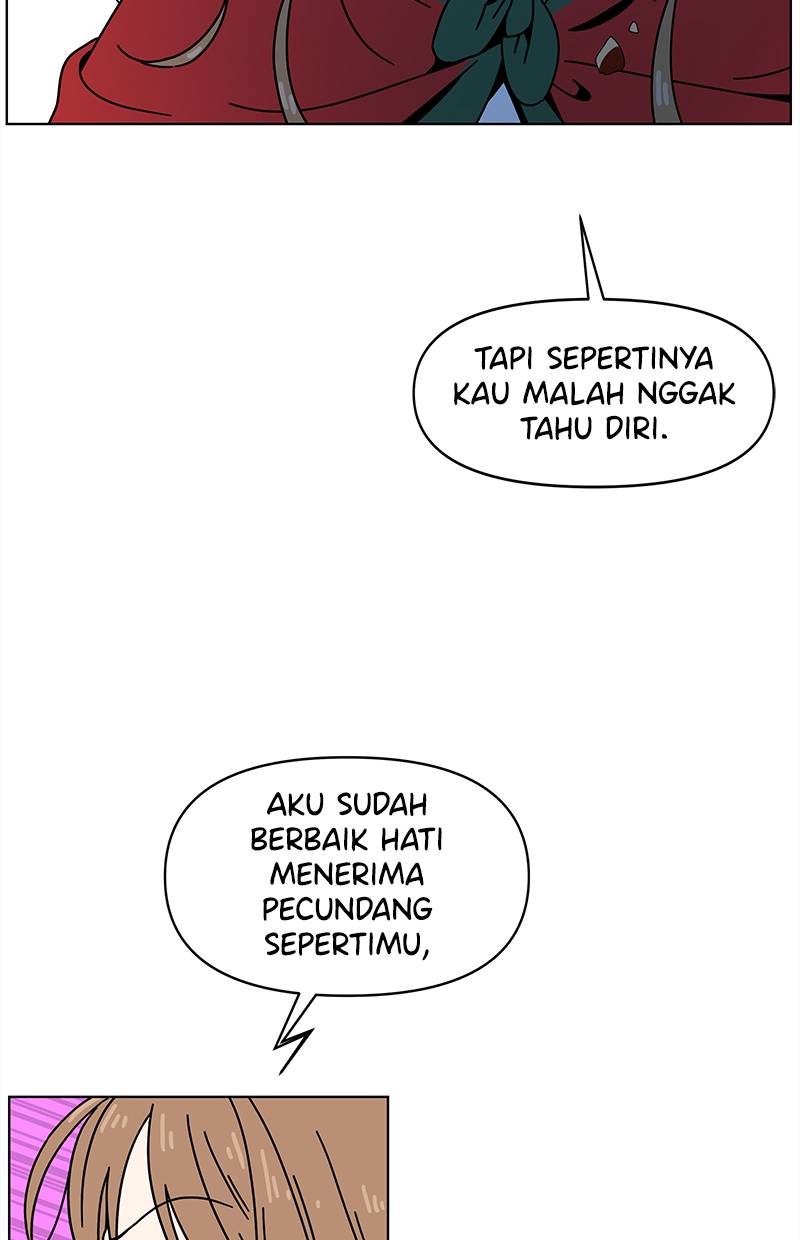 TAPI SEPERTINYA
KAU MALAH NGGAK
TAHU DIRI.
AKU SUDAH
BERBAIK HATI
MENERIMA
PECUNDANG
SEPERTIMU,